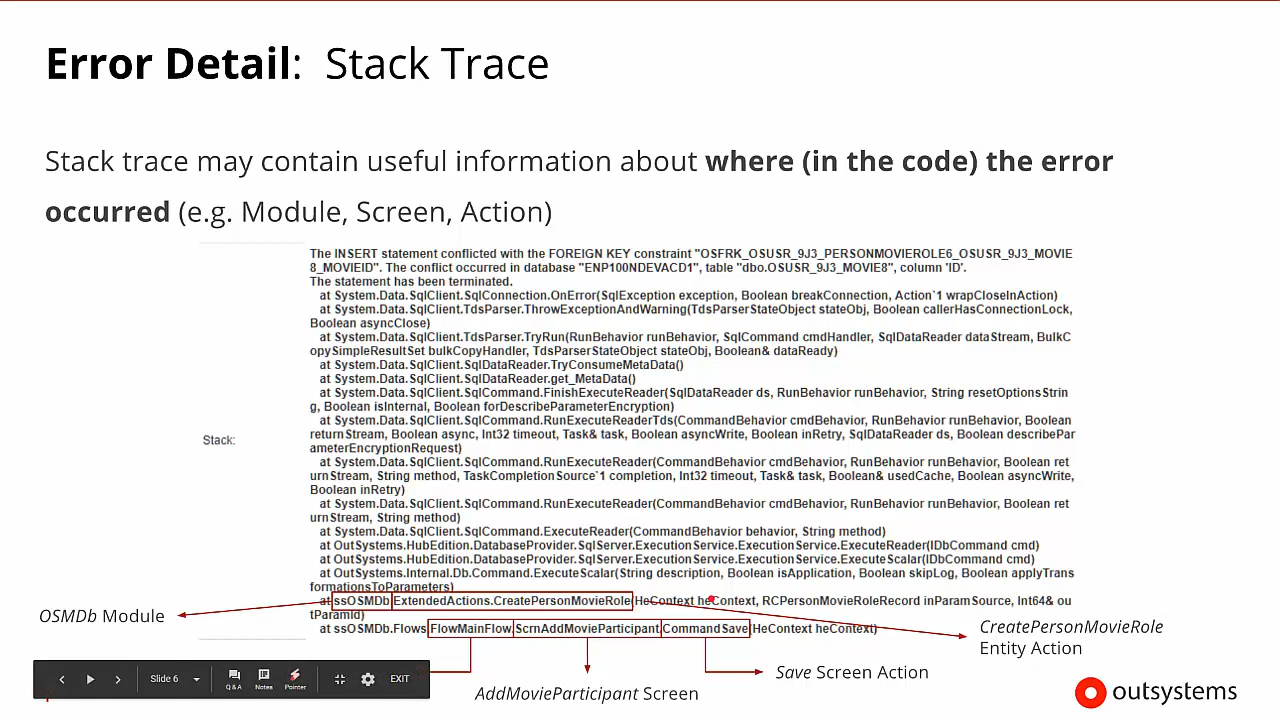 Error Detail: Stack Trace
Stack trace may contain useful information about where (in the code) the error
occurred (e.g. Module, Screen, Action)
The INSERT statement conflicted with the FOREIGN KEY constraint "OSFRK_OSUSR_9J3_PERSONMOVIEROLE6_OSUSR_9J3_MOVIE
8_MOVIEID". The conflict occurred in database "ENP100NDEVACD1", table "dbo.OSUSR_9J3_MOVIE8", column 'ID'.
The statement has been terminated.
at System.Data.SqlClient.SqlConnection.OnError(SqlException exception, Boolean breakConnection, Action`1 wrapCloseInAction)
at System.Data.SqlClient.TdsParser.ThrowExceptionAndWarning(TdsParserStateObject stateObj, Boolean callerHasConnectionLock,
Boolean asyncClose)
at System.Data.SqlClient.TdsParser.TryRun(RunBehavior runBehavior, SqlCommand cmdHandler, SqlDataReader dataStream, BulkC
opySimpleResultSet bulkCopyHandler, TdsParserStateObject stateObj, Boolean& dataReady)
at System.Data.SqlClient.SqlDataReader.TryConsumeMetaData()
at System.Data.SqlClient.SqlDataReader.get_MetaData()
at System.Data.SqlClient.SqlCommand.FinishExecuteReader(SqlDataReader ds, RunBehavior runBehavior, String resetOptionsStrin
g, Boolean isInternal, Boolean forDescribeParameterEncryption)
at System.Data.SqlClient.SqlCommand.RunExecuteReaderTds(CommandBehavior cmdBehavior, RunBehavior runBehavior, Boolean
returnStream, Boolean async, Int32 timeout, Task& task, Boolean asyncWrite, Boolean inRetry, SqlDataReader ds, Boolean describePar
ameterEncryptionRequest)
Stack:
at System.Data.SqlClient.SqlCommand.RunExecuteReader(CommandBehavior cmdBehavior, RunBehavior runBehavior, Boolean ret
urnStream, String method, TaskCompletionSource`1 completion, Int32 timeout, Task& task, Boolean& usedCache, Boolean asyncWrite,
Boolean inRetry)
at System.Data.SqlClient.SqlCommand.RunExecuteReader(CommandBehavior cmdBehavior, RunBehavior runBehavior, Boolean ret
urnStream, String method)
at System.Data.SqlClient.SqlCommand.ExecuteReader(CommandBehavior behavior, String method)
at OutSystems.HubEdition.DatabaseProvider.SqlServer.ExecutionService.ExecutionService.ExecuteReader(IDbCommand cmd)
at OutSystems.HubEdition.DatabaseProvider.SqlServer.ExecutionService.ExecutionService.ExecuteScalar(IDbCommand cmd)
at OutSystems.Internal.Db.Command.ExecuteScalar(String description, Boolean isApplication, Boolean skipLog, Boolean applyTrans
formationsToParameters)
at ssOSMDb.ExtendedActions.CreatePersonMovieRole(HeContext heContext, RCPersonMovieRoleRecord inParamSource, Int64& ou
tParamId)
at ssOSMDb.Flows.FlowMainFlow.ScrnAddMovieParticipant.CommandSave(HeContext heContext)
OSMDb Module
CreatePersonMovieRole
Entity Action
Save Screen Action
AddMovieParticipant Screen
Slide 6
Q & A
Notes
Pointer
EXIT
outsystems